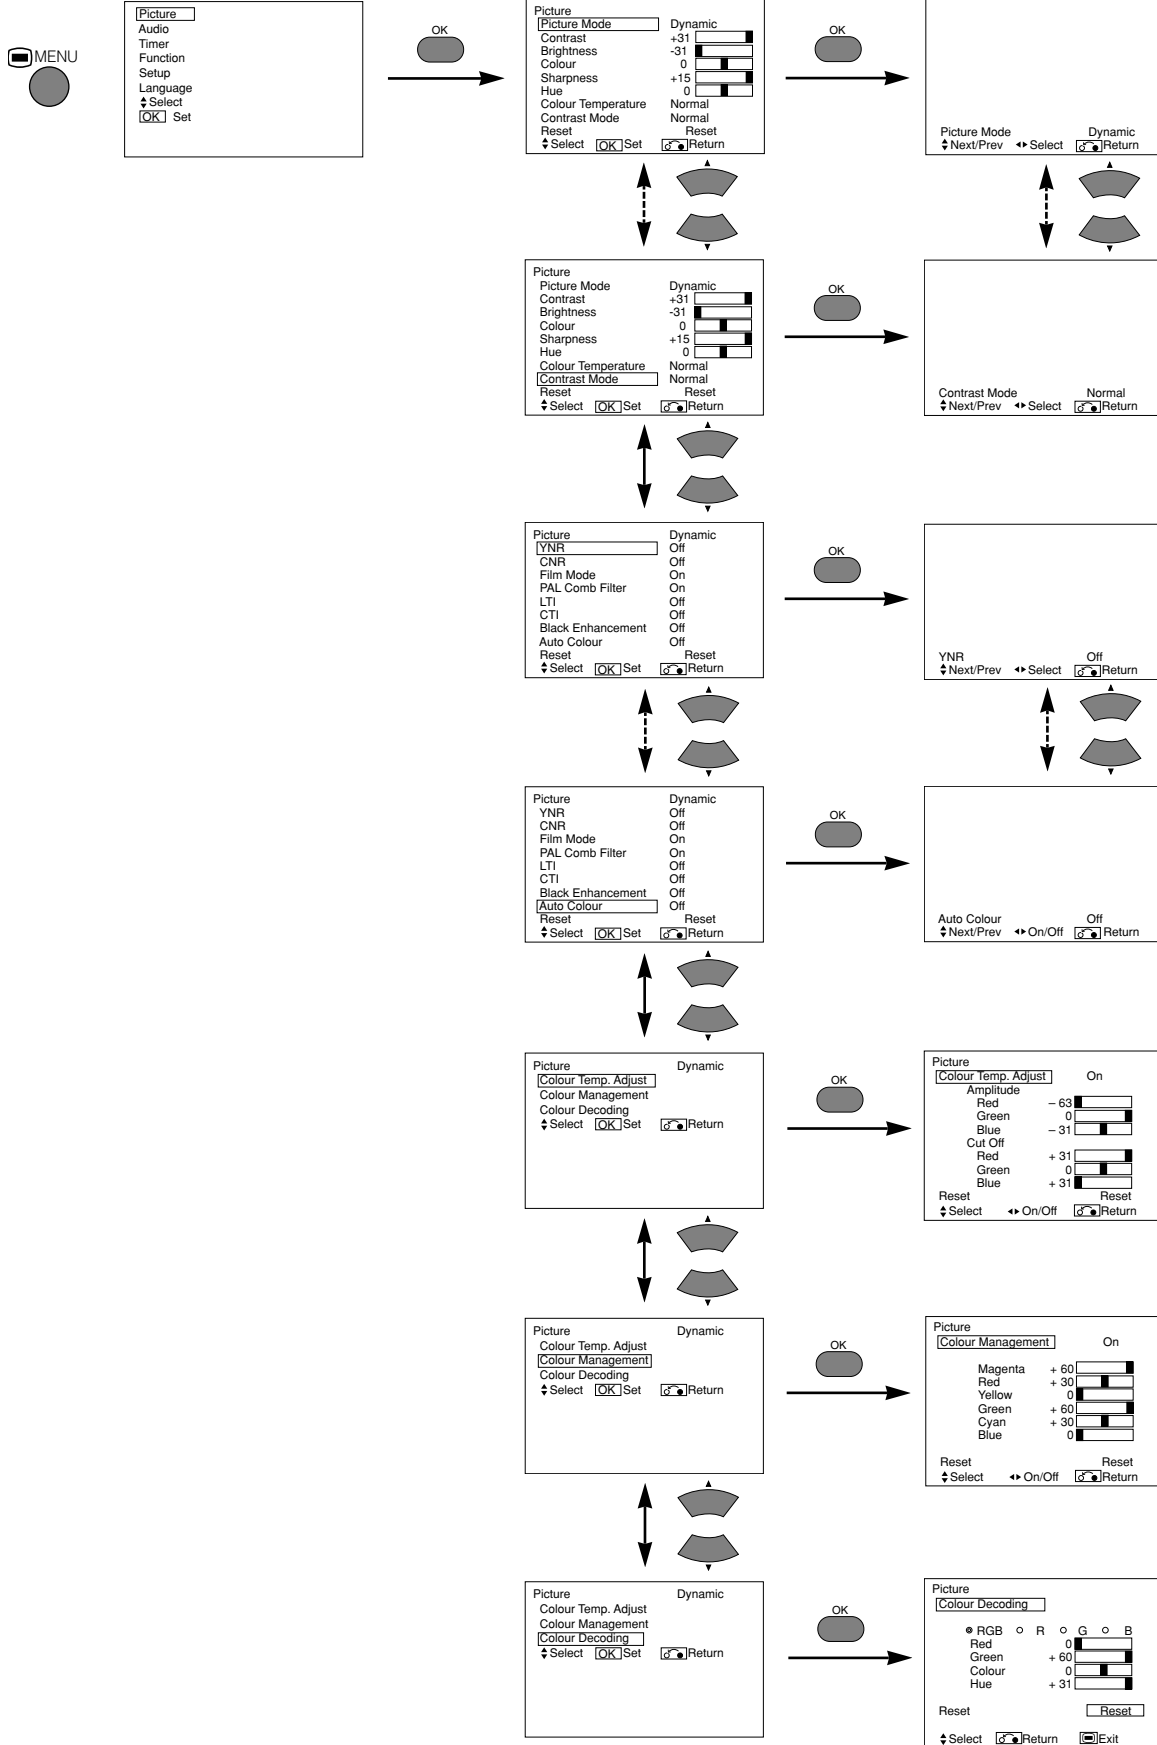 MENU
Picture
Audio
Timer
Function
Setup
Language
Select
OK Set
OK
Picture
Picture Mode Dynamic
Contrast +31
Brightness -31
Colour 0
Sharpness +15
Hue 0
Colour Temperature Normal
Contrast Mode Normal
Reset Reset
Select OK Set Return
OK
Picture Mode Dynamic
Next/Prev Select Return
Picture
Picture Mode Dynamic
Contrast +31
Brightness -31
Colour 0
Sharpness +15
Hue 0
Colour Temperature Normal
Contrast Mode Normal
Reset Reset
Select OK Set Return
OK
Contrast Mode Normal
Next/Prev Select Return
Picture Dynamic
YNR Off
CNR Off
Film Mode On
PAL Comb Filter On
LTI Off
CTI Off
Black Enhancement Off
Auto Colour Off
Reset Reset
Select OK Set Return
OK
YNR Off
Next/Prev Select Return
Picture Dynamic
YNR Off
CNR Off
Film Mode On
PAL Comb Filter On
LTI Off
CTI Off
Black Enhancement Off
Auto Colour Off
Reset Reset
Select OK Set Return
OK
Auto Colour Off
Next/Prev On/Off Return
Picture Dynamic
Colour Temp. Adjust
Colour Management
Colour Decoding
Select OK Set Return
OK
Picture
Colour Temp. Adjust On
Amplitude
Red – 63
Green 0
Blue – 31
Cut Off
Red + 31
Green 0
Blue + 31
Reset Reset
Select On/Off Return
Picture Dynamic
Colour Temp. Adjust
Colour Management
Colour Decoding
Select OK Set Return
OK
Picture
Colour Management On
Magenta + 60
Red + 30
Yellow 0
Green + 60
Cyan + 30
Blue 0
Reset Reset
Select On/Off Return
Picture Dynamic
Colour Temp. Adjust
Colour Management
Colour Decoding
Select OK Set Return
OK
Picture
Colour Decoding
RGB R G B
Red 0
Green + 60
Colour 0
Hue + 31
Reset Reset
Select Return Exit